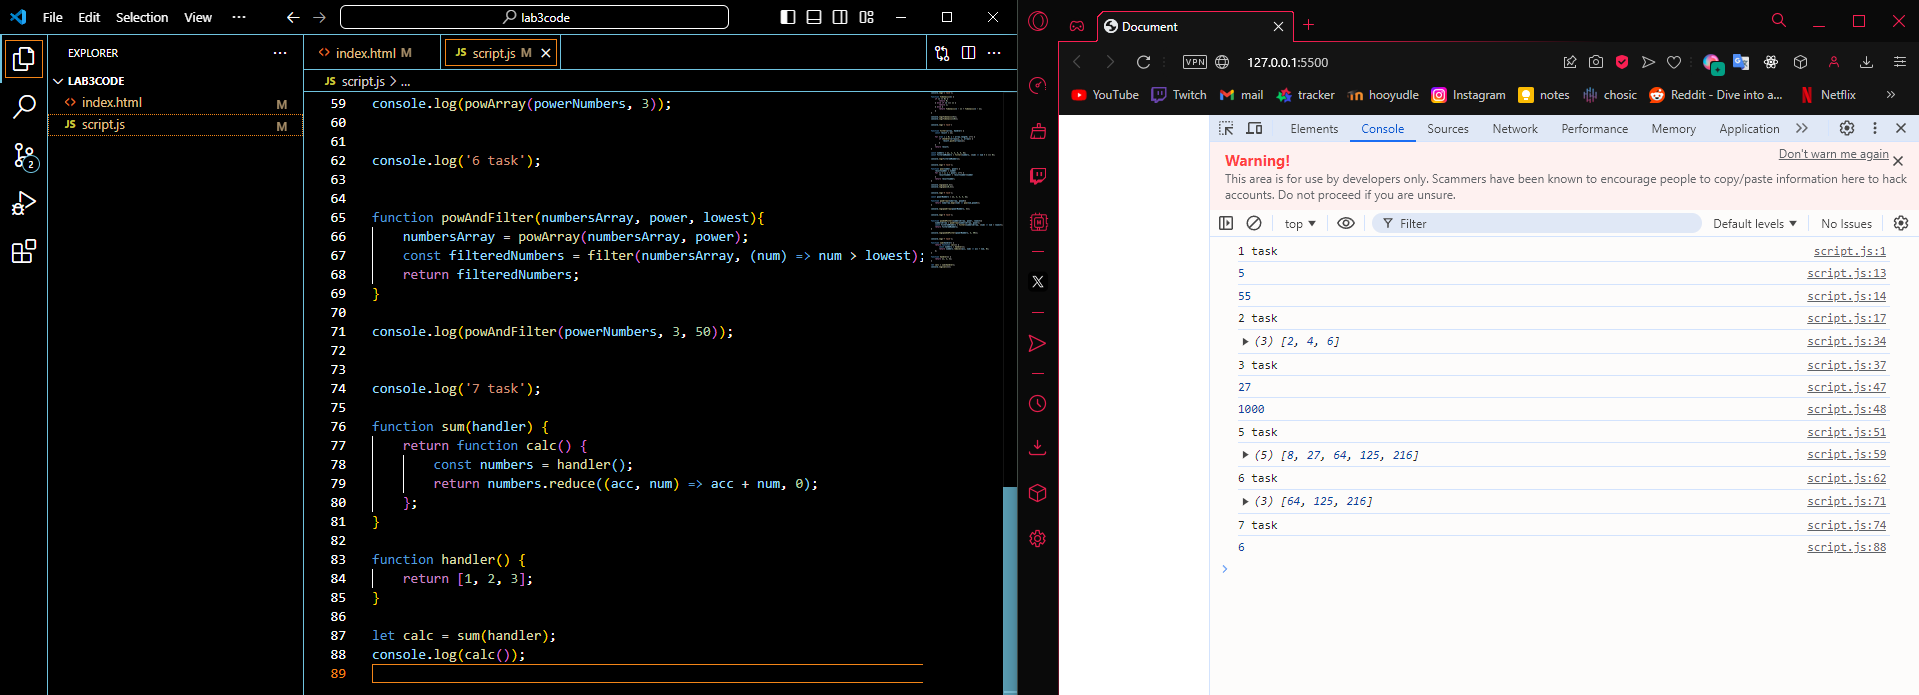 File Edit Selection View ··· lab3code
EXPLORER ···
LAB3CODE
index.html M
script.js M
2
index.html M
JS script.js M
JS script.js > ...
59 console.log(powArray(powerNumbers, 3));
60
61
62 console.log('6 task');
63
64
65 function powAndFilter(numbersArray, power, lowest){
66 numbersArray = powArray(numbersArray, power);
67 const filteredNumbers = filter(numbersArray, (num) => num > lowest);
68 return filteredNumbers;
69 }
70
71 console.log(powAndFilter(powerNumbers, 3, 50));
72
73
74 console.log('7 task');
75
76 function sum(handler) {
77 return function calc() {
78 const numbers = handler();
79 return numbers.reduce((acc, num) => acc + num, 0);
80 };
81 }
82
83 function handler() {
84 return [1, 2, 3];
85 }
86
87 let calc = sum(handler);
88 console.log(calc());
89
Document
VPN 127.0.0.1:5500
YouTube Twitch mail tracker hooyudle Instagram notes chosic Reddit - Dive into a... Netflix »
Elements Console Sources Network Performance Memory Application
Warning! Don't warn me again
This area is for use by developers only. Scammers have been known to encourage people to copy/paste information here to hack
accounts. Do not proceed if you are unsure.
top Filter Default levels No Issues
1 task script.js:1
5 script.js:13
55 script.js:14
2 task script.js:17
(3) [2, 4, 6] script.js:34
3 task script.js:37
27 script.js:47
1000 script.js:48
5 task script.js:51
(5) [8, 27, 64, 125, 216] script.js:59
6 task script.js:62
(3) [64, 125, 216] script.js:71
7 task script.js:74
6 script.js:88